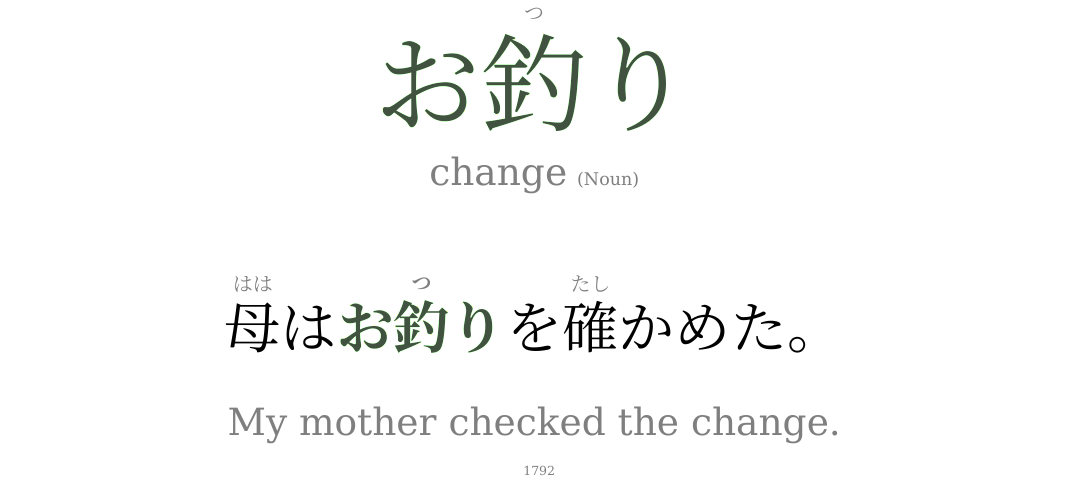 つ
お釣り
change (Noun)
はは つ たし
母はお釣りを確かめた。
My mother checked the change.
1792